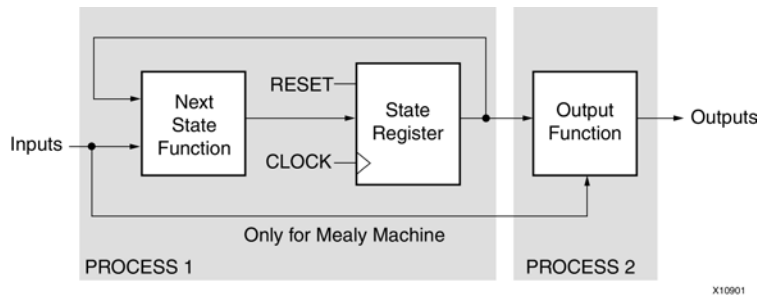 RESET
Next
State
Function
State
Register
Output
Function
Inputs
Outputs
CLOCK
Only for Mealy Machine
PROCESS 1
PROCESS 2
X10901